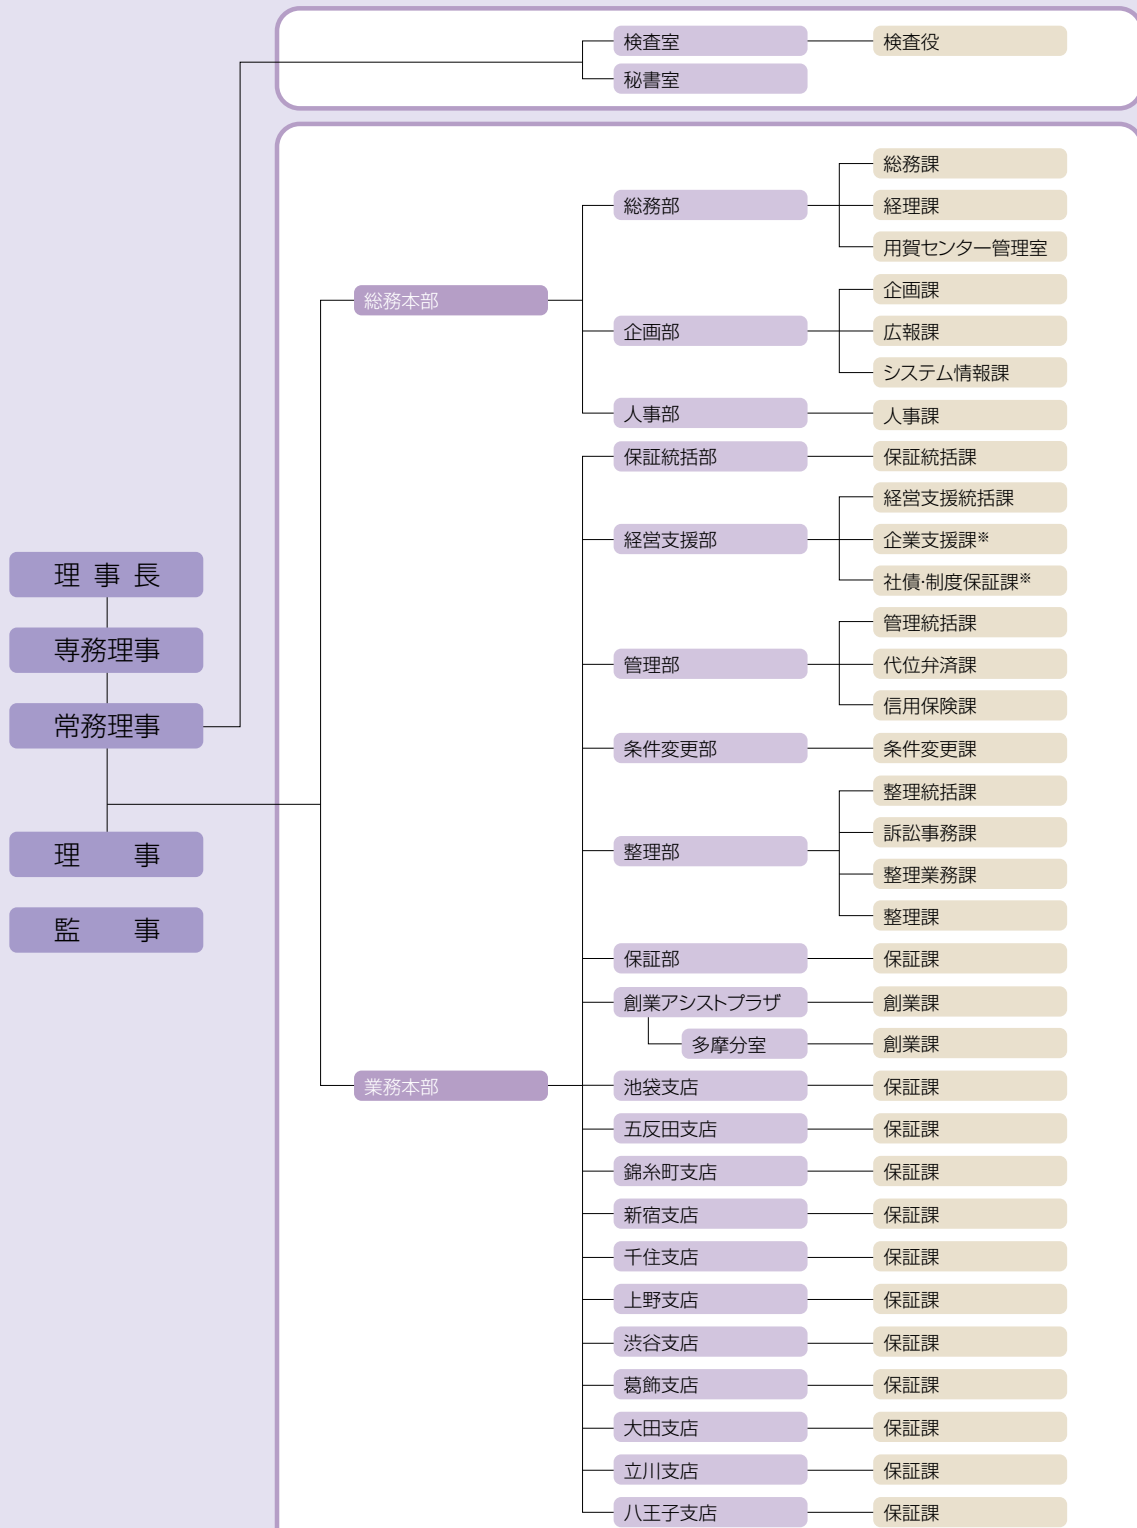 検査室
検査役
秘書室
総務本部
総務部
総務課
経理課
用賀センター管理室
企画部
企画課
広報課
システム情報課
人事部
人事課
理事長
専務理事
常務理事
理 事
監 事
業務本部
保証統括部
保証統括課
経営支援部
経営支援統括課
企業支援課※
社債・制度保証課※
管理部
管理統括課
代位弁済課
信用保険課
条件変更部
条件変更課
整理部
整理統括課
訴訟事務課
整理業務課
整理課
保証部
保証課
創業アシストプラザ
創業課
多摩分室
創業課
池袋支店
保証課
五反田支店
保証課
錦糸町支店
保証課
新宿支店
保証課
千住支店
保証課
上野支店
保証課
渋谷支店
保証課
葛飾支店
保証課
大田支店
保証課
立川支店
保証課
八王子支店
保証課